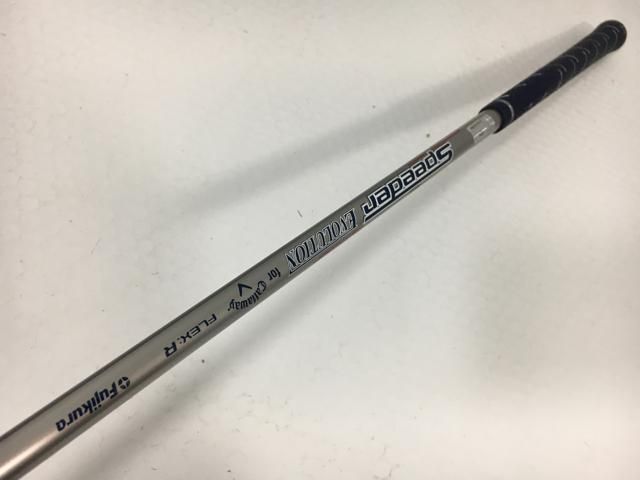 Speeder
EVOLUTION
for Callaway
FLEX: R
Fujikura